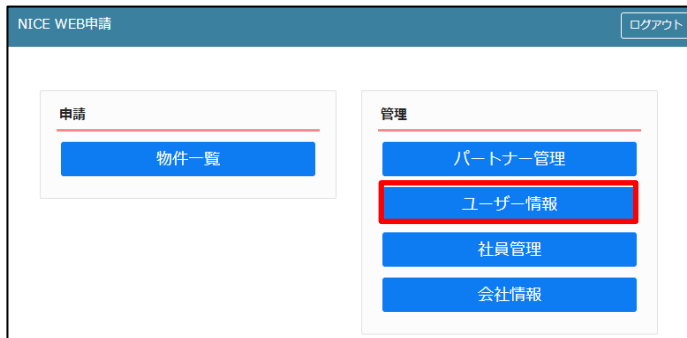 NICE WEB申請
ログアウト
申請
物件一覧
管理
パートナー管理
ユーザー情報
社員管理
会社情報